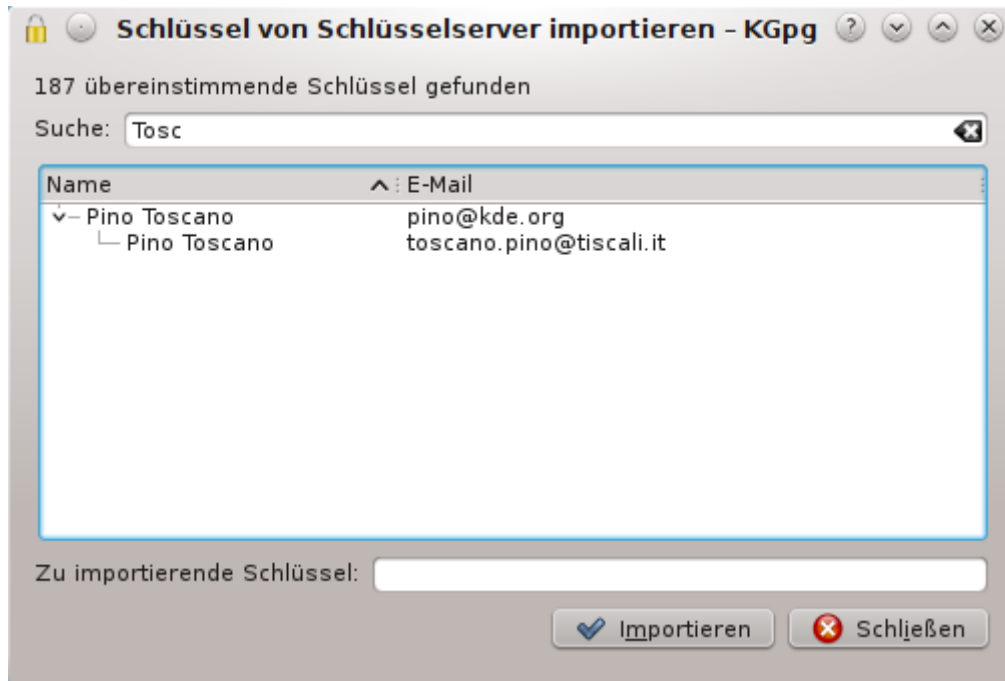 Schlüssel von Schlüsselserver importieren – KGpg
187 übereinstimmende Schlüssel gefunden
Suche: Tosc
Name E-Mail
Pino Toscano pino@kde.org
Pino Toscano toscano.pino@tiscali.it
Zu importierende Schlüssel:
Importieren Schließen